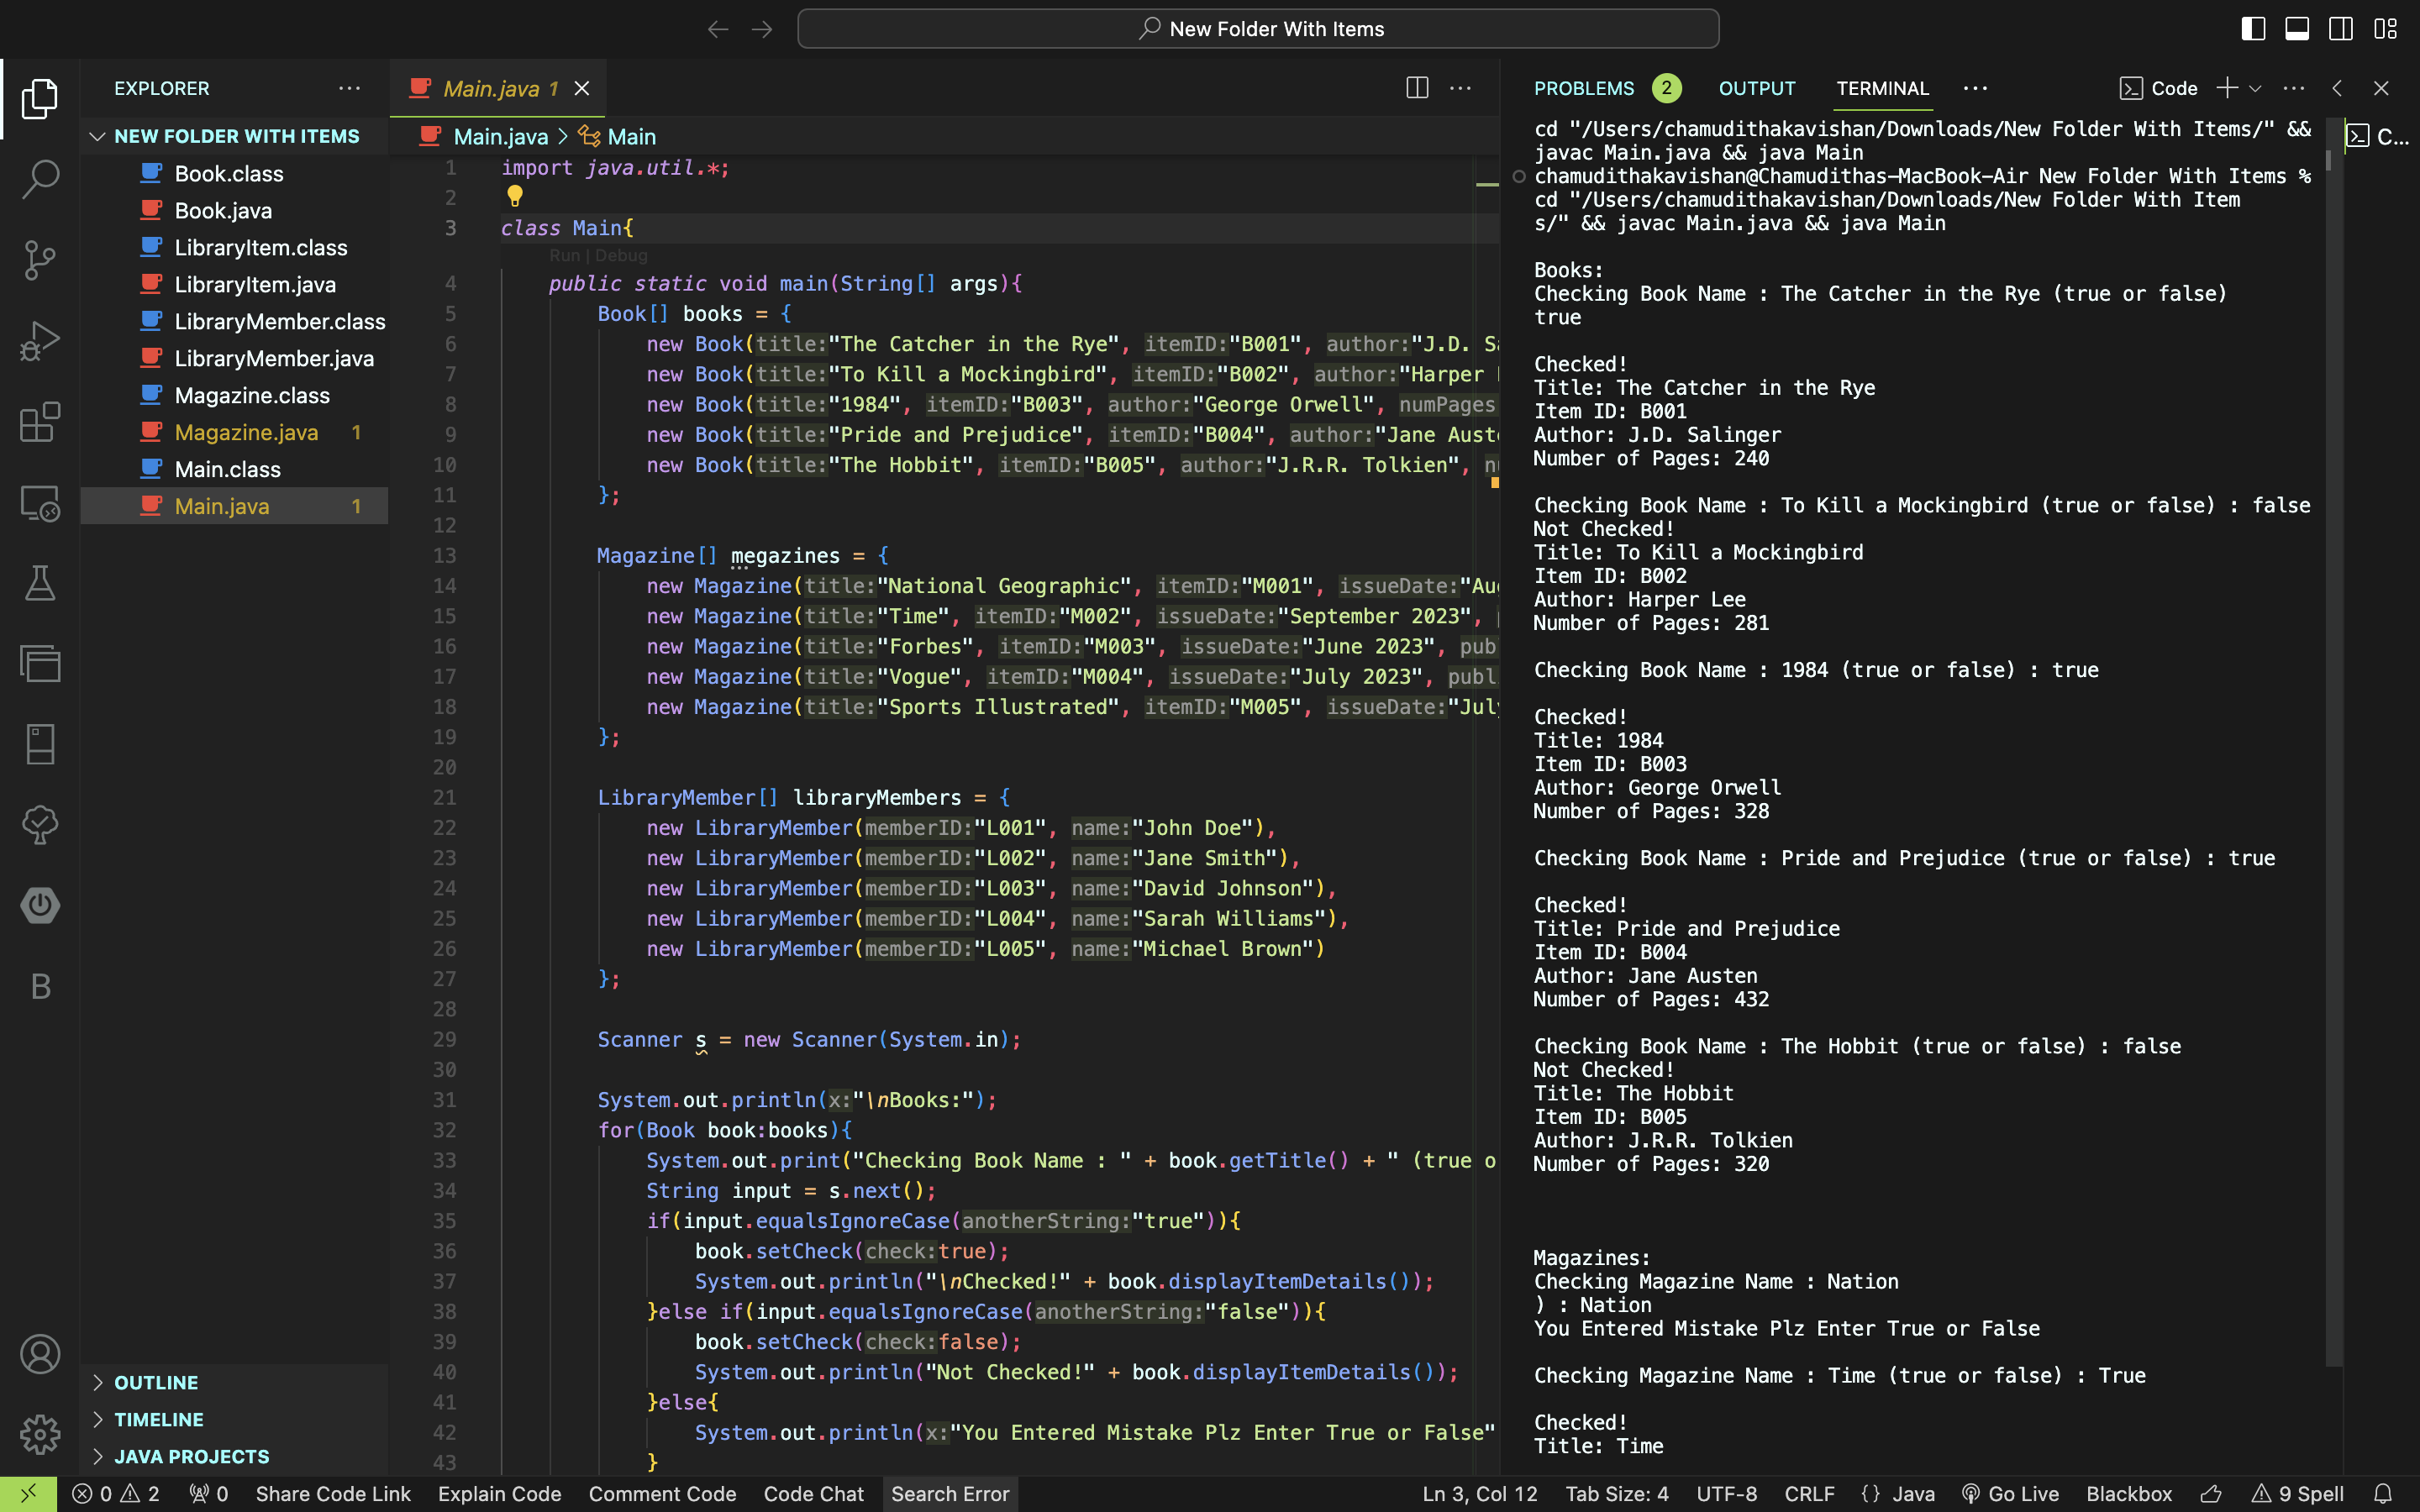 New Folder With Items
EXPLORER
NEW FOLDER WITH ITEMS
Book.class
Book.java
LibraryItem.class
LibraryItem.java
LibraryMember.class
LibraryMember.java
Magazine.class
Magazine.java 1
Main.class
Main.java 1
OUTLINE
TIMELINE
JAVA PROJECTS
Main.java 1
Main.java > Main
1 import java.util.*;
2
3 class Main{
Run | Debug
4 public static void main(String[] args){
5 Book[] books = {
6 new Book(title:"The Catcher in the Rye", itemID:"B001", author:"J.D. Sa
7 new Book(title:"To Kill a Mockingbird", itemID:"B002", author:"Harper
8 new Book(title:"1984", itemID:"B003", author:"George Orwell", numPages
9 new Book(title:"Pride and Prejudice", itemID:"B004", author:"Jane Auste
10 new Book(title:"The Hobbit", itemID:"B005", author:"J.R.R. Tolkien", nu
11 };
12
13 Magazine[] megazines = {
14 new Magazine(title:"National Geographic", itemID:"M001", issueDate:"Au
15 new Magazine(title:"Time", itemID:"M002", issueDate:"September 2023",
16 new Magazine(title:"Forbes", itemID:"M003", issueDate:"June 2023", pub
17 new Magazine(title:"Vogue", itemID:"M004", issueDate:"July 2023", publ
18 new Magazine(title:"Sports Illustrated", itemID:"M005", issueDate:"July
19 };
20
21 LibraryMember[] libraryMembers = {
22 new LibraryMember(memberID:"L001", name:"John Doe"),
23 new LibraryMember(memberID:"L002", name:"Jane Smith"),
24 new LibraryMember(memberID:"L003", name:"David Johnson"),
25 new LibraryMember(memberID:"L004", name:"Sarah Williams"),
26 new LibraryMember(memberID:"L005", name:"Michael Brown")
27 };
28
29 Scanner s = new Scanner(System.in);
30
31 System.out.println(x:"\nBooks:");
32 for(Book book:books){
33 System.out.print("Checking Book Name : " + book.getTitle() + " (true o
34 String input = s.next();
35 if(input.equalsIgnoreCase(anotherString:"true")){
36 book.setCheck(check:true);
37 System.out.println("\nChecked!" + book.displayItemDetails());
38 }else if(input.equalsIgnoreCase(anotherString:"false")){
39 book.setCheck(check:false);
40 System.out.println("Not Checked!" + book.displayItemDetails());
41 }else{
42 System.out.println(x:"You Entered Mistake Plz Enter True or False"
43 }
PROBLEMS 2 OUTPUT TERMINAL Code
C...
cd "/Users/chamudithakavishan/Downloads/New Folder With Items/" &&
javac Main.java && java Main
chamudithakavishan@Chamudithas-MacBook-Air New Folder With Items %
cd "/Users/chamudithakavishan/Downloads/New Folder With Item
s/" && javac Main.java && java Main
Books:
Checking Book Name : The Catcher in the Rye (true or false)
true
Checked!
Title: The Catcher in the Rye
Item ID: B001
Author: J.D. Salinger
Number of Pages: 240
Checking Book Name : To Kill a Mockingbird (true or false) : false
Not Checked!
Title: To Kill a Mockingbird
Item ID: B002
Author: Harper Lee
Number of Pages: 281
Checking Book Name : 1984 (true or false) : true
Checked!
Title: 1984
Item ID: B003
Author: George Orwell
Number of Pages: 328
Checking Book Name : Pride and Prejudice (true or false) : true
Checked!
Title: Pride and Prejudice
Item ID: B004
Author: Jane Austen
Number of Pages: 432
Checking Book Name : The Hobbit (true or false) : false
Not Checked!
Title: The Hobbit
Item ID: B005
Author: J.R.R. Tolkien
Number of Pages: 320
Magazines:
Checking Magazine Name : Nation
) : Nation
You Entered Mistake Plz Enter True or False
Checking Magazine Name : Time (true or false) : True
Checked!
Title: Time
B
0 2 0 Share Code Link Explain Code Comment Code Code Chat Search Error Ln 3, Col 12 Tab Size: 4 UTF-8 CRLF {} Java Go Live Blackbox 9 Spell